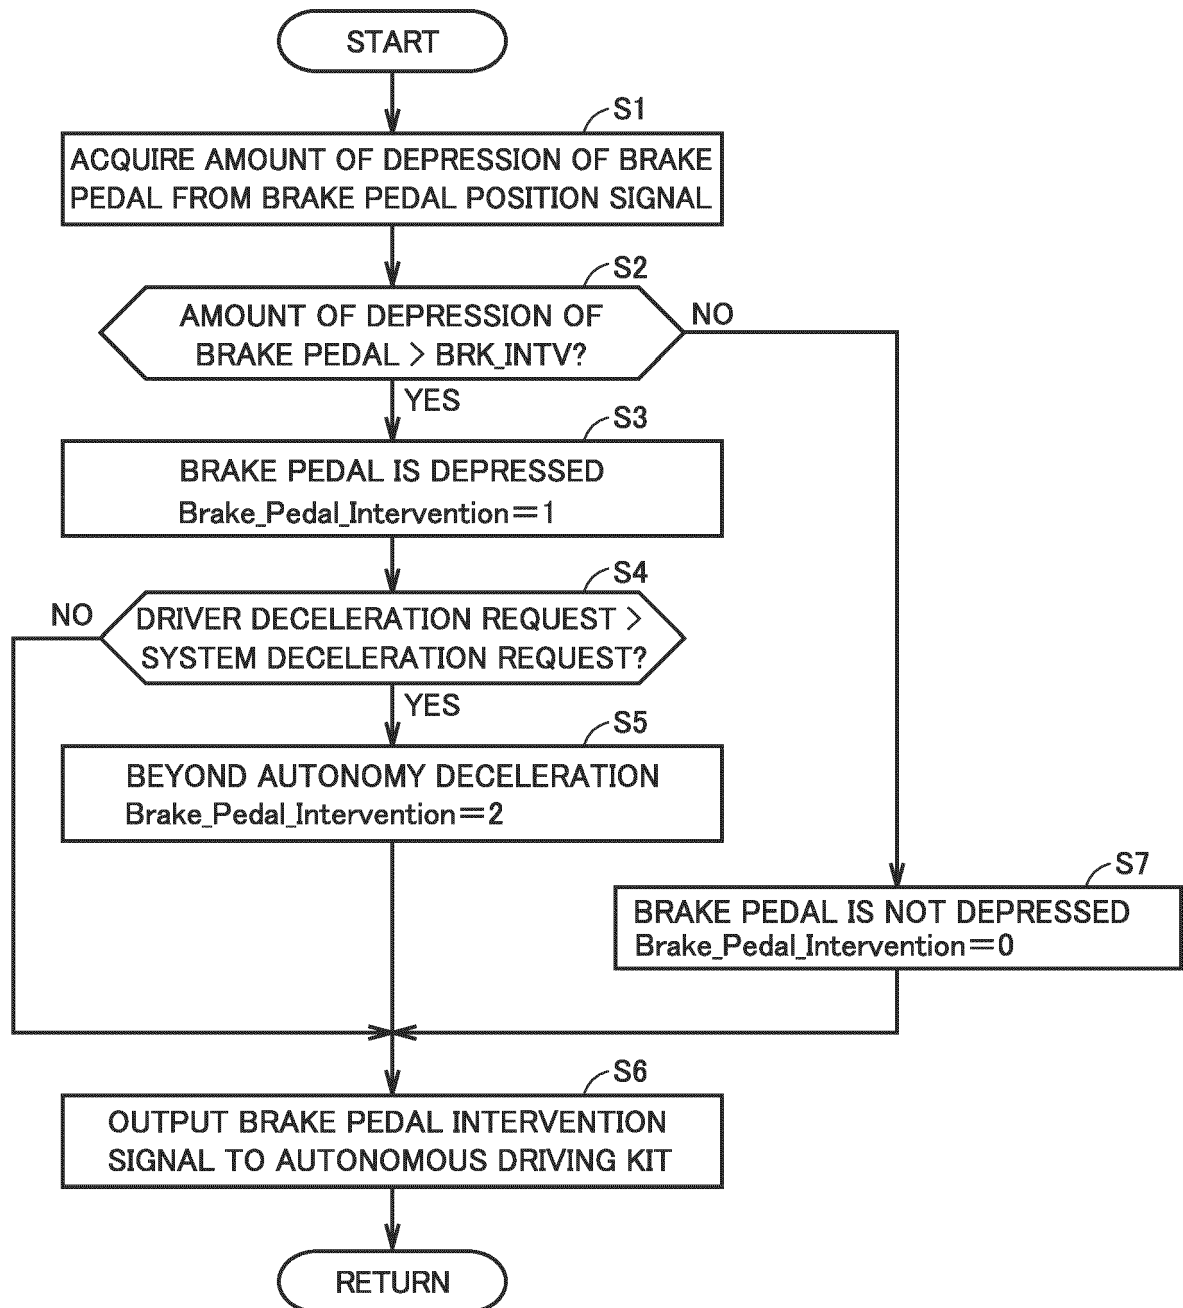 START
S1
ACQUIRE AMOUNT OF DEPRESSION OF BRAKE
PEDAL FROM BRAKE PEDAL POSITION SIGNAL
S2
AMOUNT OF DEPRESSION OF
BRAKE PEDAL > BRK_INTV?
NO
YES
S3
BRAKE PEDAL IS DEPRESSED
Brake_Pedal_Intervention=1
S4
NO
DRIVER DECELERATION REQUEST >
SYSTEM DECELERATION REQUEST?
YES
S5
BEYOND AUTONOMY DECELERATION
Brake_Pedal_Intervention=2
S7
BRAKE PEDAL IS NOT DEPRESSED
Brake_Pedal_Intervention=0
S6
OUTPUT BRAKE PEDAL INTERVENTION
SIGNAL TO AUTONOMOUS DRIVING KIT
RETURN